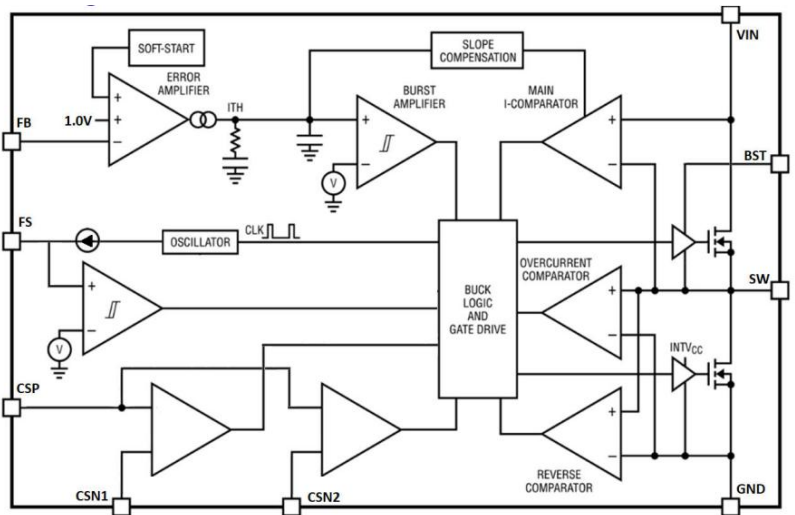 VIN
SOFT-START
SLOPE
COMPENSATION
ERROR
AMPLIFIER
BURST
AMPLIFIER
MAIN
I-COMPARATOR
ITH
+
1.0V
+
−
+
−
+
−
FB
V
BST
FS
OSCILLATOR
CLK
BUCK
LOGIC
AND
GATE DRIVE
OVERCURRENT
COMPARATOR
SW
+
−
+
−
V
INTVCC
CSP
+
−
REVERSE
COMPARATOR
CSN1
CSN2
GND